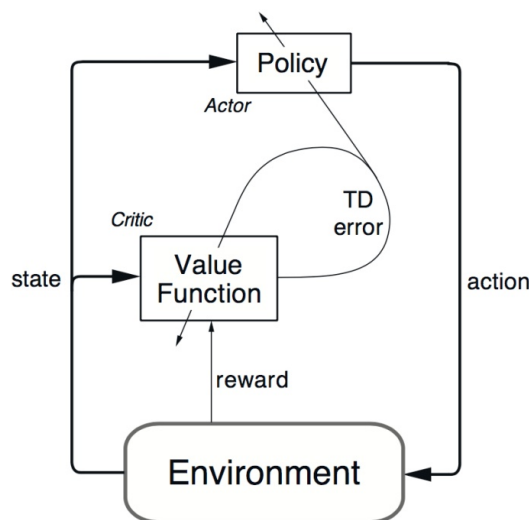 Policy
Actor
TD
error
Critic
Value
Function
state
action
reward
Environment